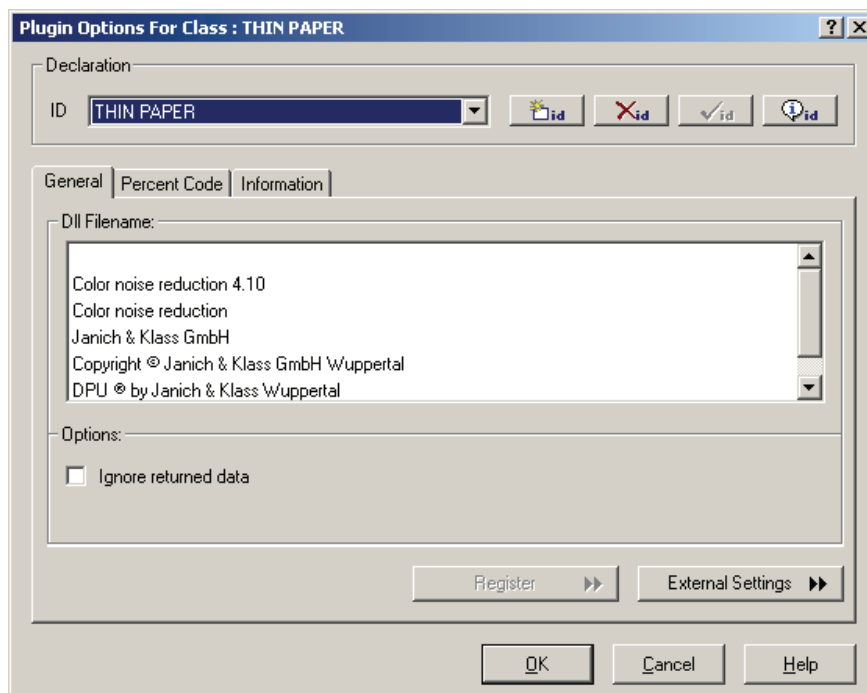 Plugin Options For Class : THIN PAPER
Declaration
ID THIN PAPER id id id id
General Percent Code Information
Dll Filename:
Color noise reduction 4.10
Color noise reduction
Janich & Klass GmbH
Copyright © Janich & Klass GmbH Wuppertal
DPU ® by Janich & Klass Wuppertal
Options:
Ignore returned data
Register External Settings
OK Cancel Help